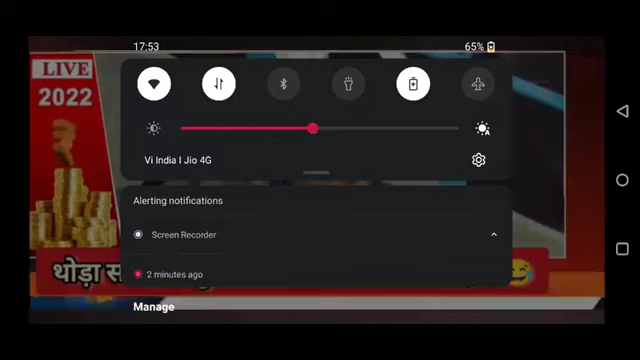 17:53
65%
LIVE
2022
Vi India I Jio 4G
Alerting notifications
Screen Recorder
2 minutes ago
थोड़ा स
Manage